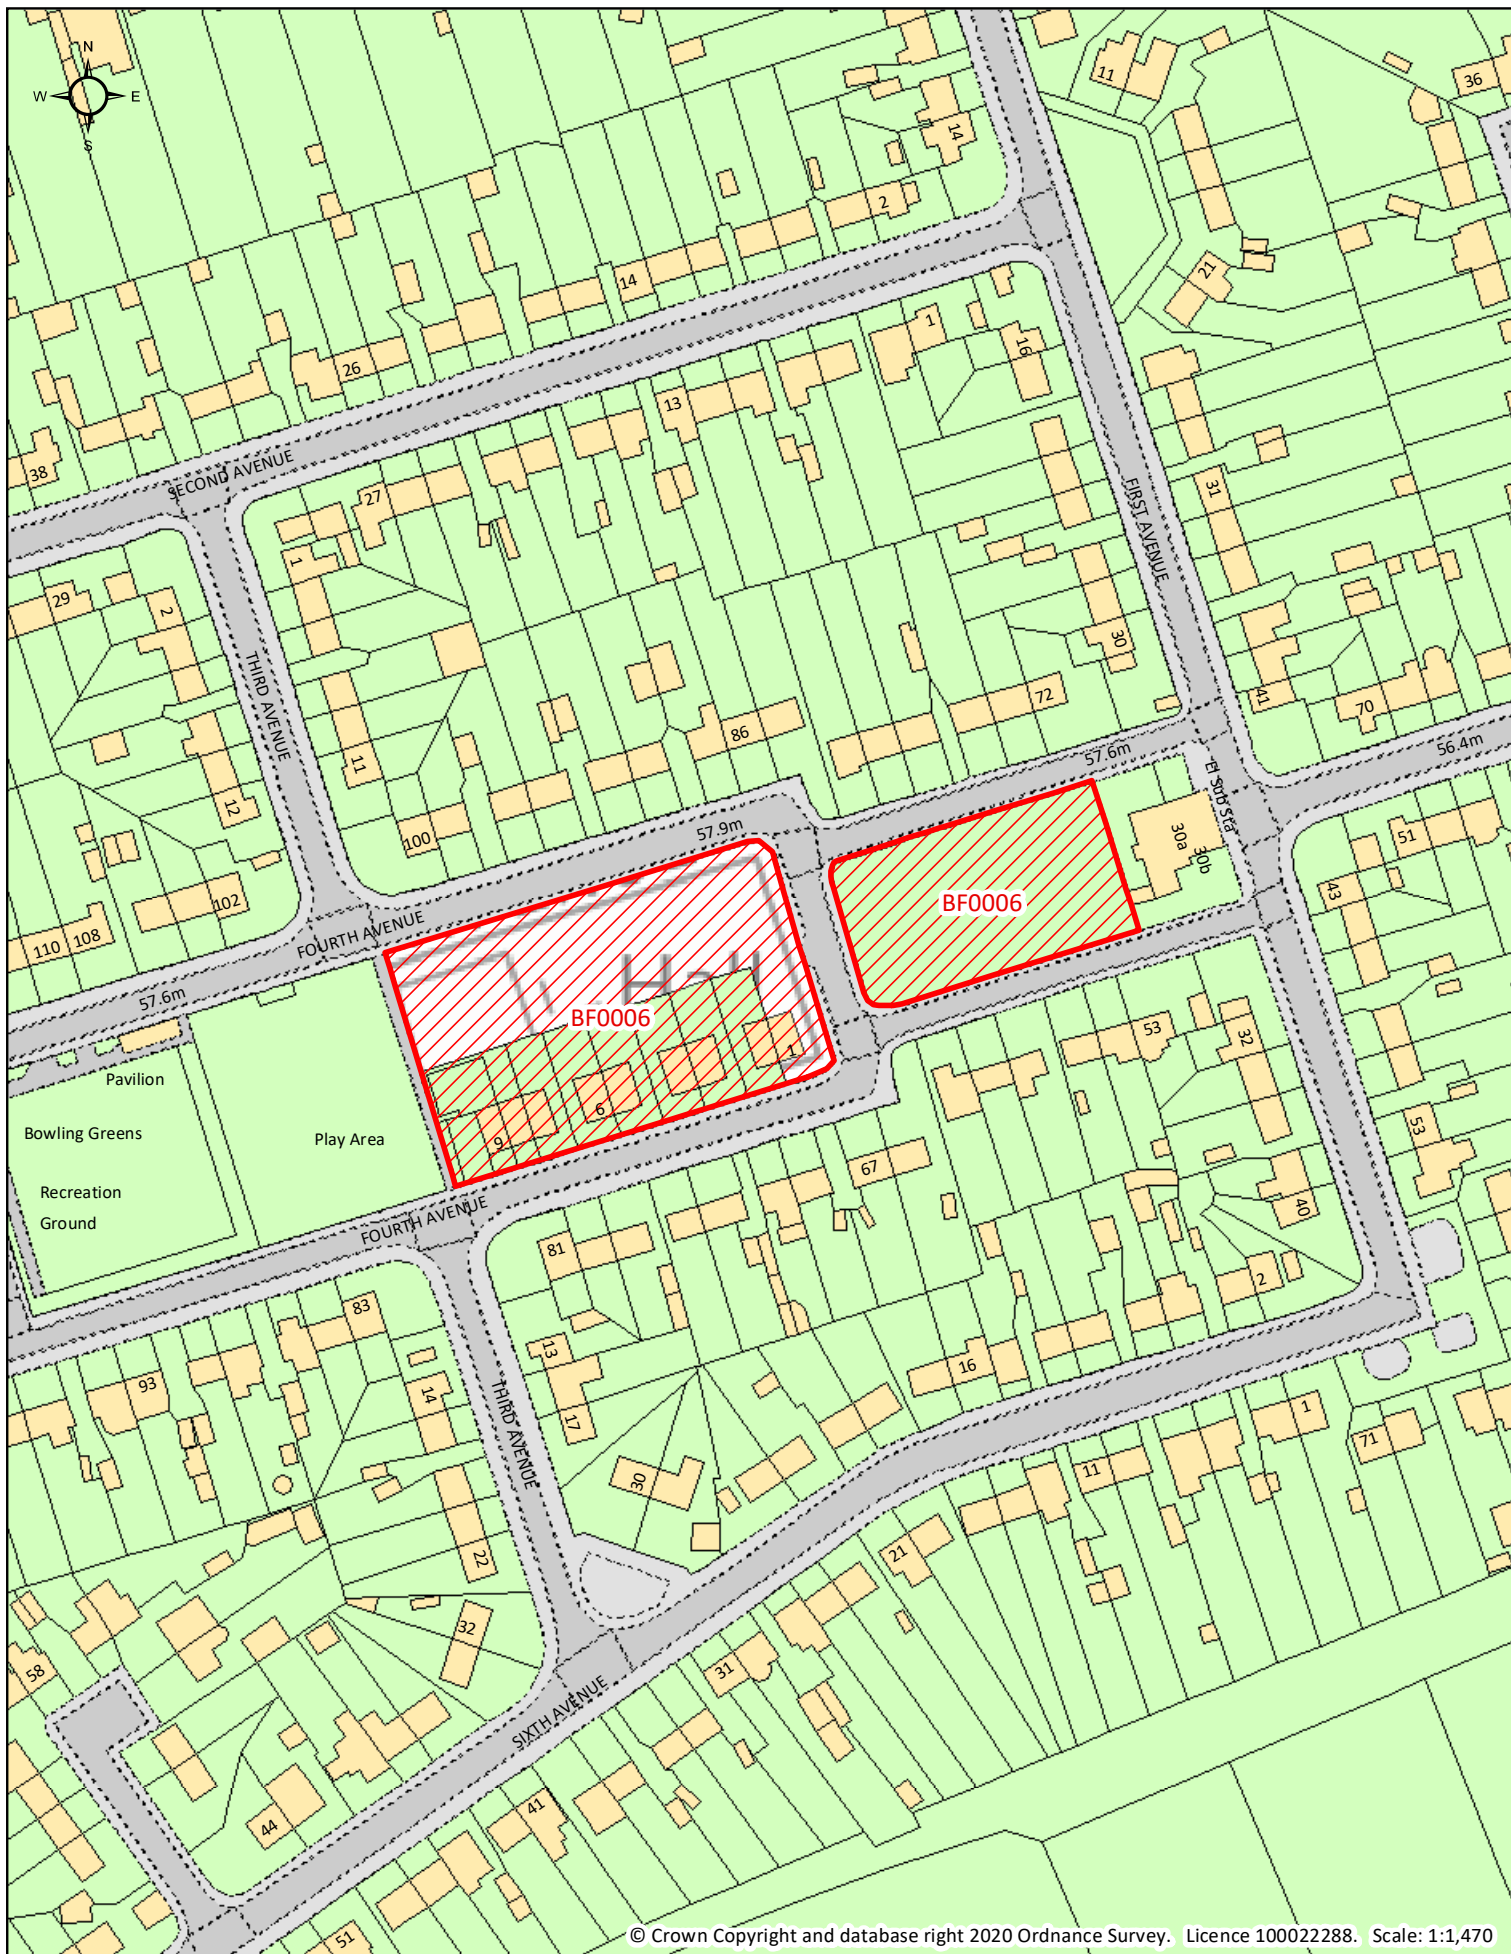 N
W E
S
11
36
14
2
21
14
1
16
26
13
38
SECOND AVENUE
27
31
FIRST AVENUE
1
29
2
30
THIRD AVENUE
72
41
70
86
11
57.6m
56.4m
El Sub Sta
12
57.9m
100
30a
30b
51
43
102
BF0006
FOURTH AVENUE
110 108
57.6m
Hall
BF0006
53
32
1
Pavilion
6
9
Bowling Greens
Play Area
53
67
Recreation
Ground
40
FOURTH AVENUE
81
2
83
13
16
93
14
THIRD AVENUE
17
1
71
30
11
22
21
32
58
31
SIXTH AVENUE
41
44
51
© Crown Copyright and database right 2020 Ordnance Survey. Licence 100022288. Scale: 1:1,470